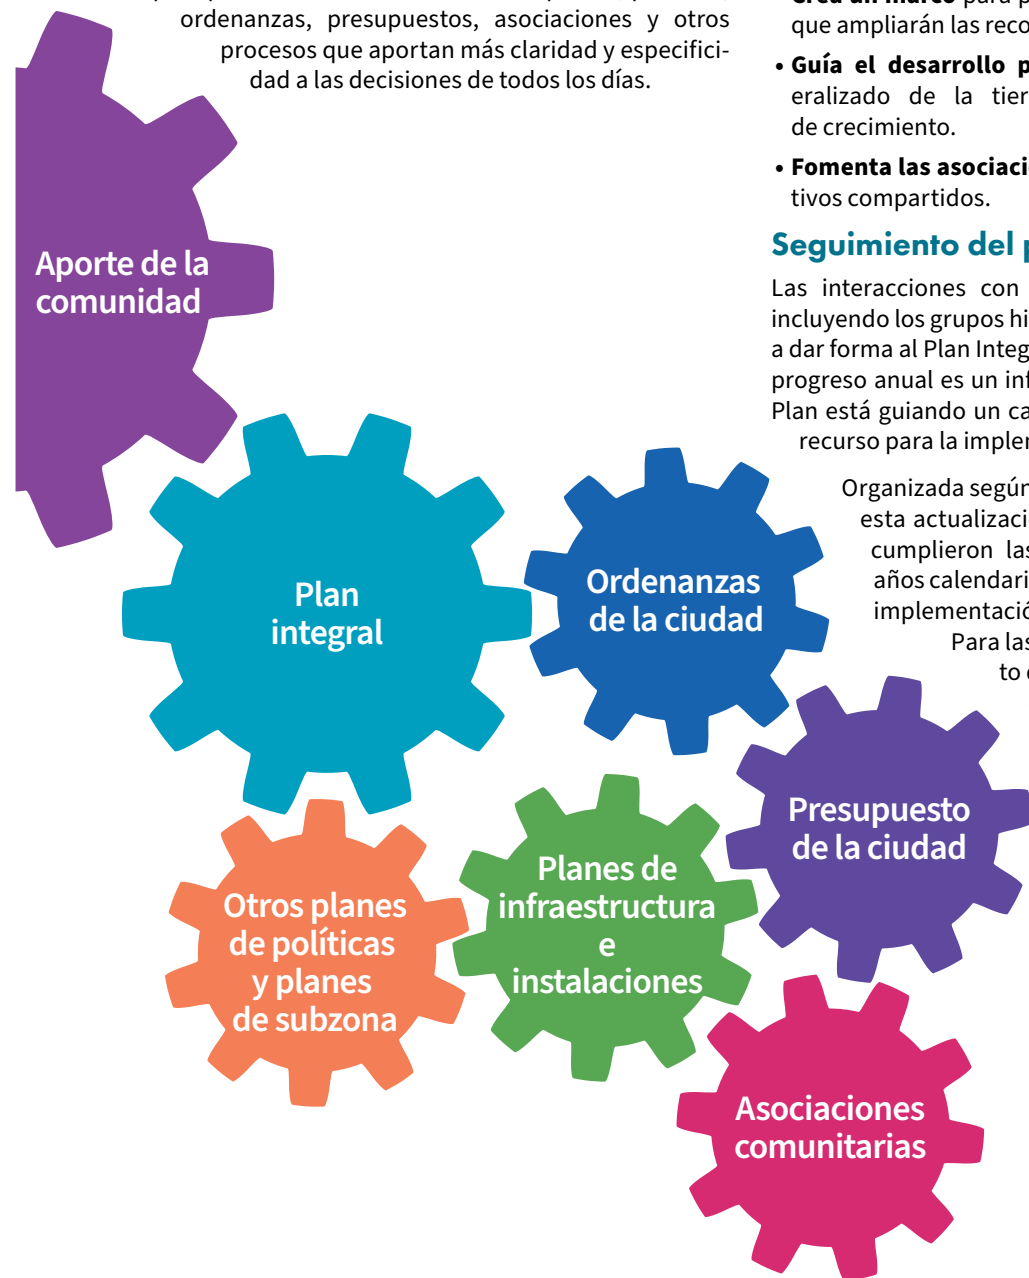 ordenanzas, presupuestos, asociaciones y otros
procesos que aportan más claridad y especifici-
dad a las decisiones de todos los días.
que ampliarán las reco
• Guía el desarrollo p
eralizado de la tier
de crecimiento.
• Fomenta las asociaci
tivos compartidos.
Seguimiento del p
Las interacciones con
incluyendo los grupos hi
a dar forma al Plan Integ
progreso anual es un inf
Plan está guiando un ca
recurso para la implem
Organizada según
esta actualizaci
cumplieron las
años calendari
implementació
Para las
to
Aporte de la
comunidad
Plan
integral
Ordenanzas
de la ciudad
Presupuesto
de la ciudad
Otros planes
de políticas
y planes
de subzona
Planes de
infraestructura
e
instalaciones
Asociaciones
comunitarias